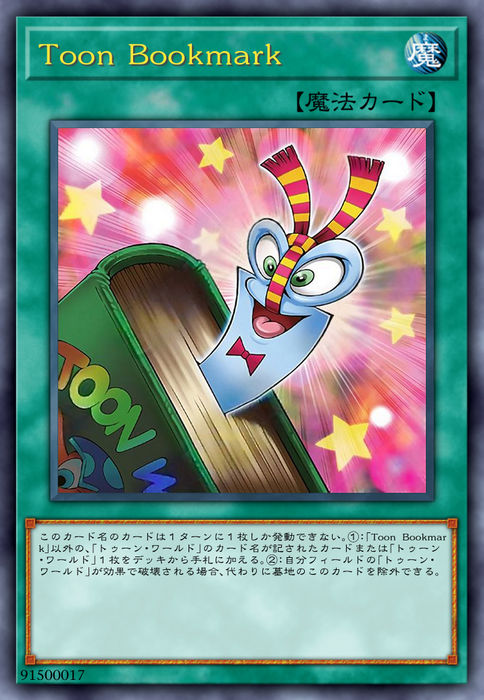 Toon Bookmark
魔
【魔法カード】
TOON W
このカード名のカードは１ターンに１枚しか発動できない。①：「Toon Bookmar
k」以外の、「トゥーン・ワールド」のカード名が記されたカードまたは「トゥーン
・ワールド」１枚をデッキから手札に加える。②：自分フィールドの「トゥーン・
ワールド」が効果で破壊される場合、代わりに墓地のこのカードを除外できる。
91500017